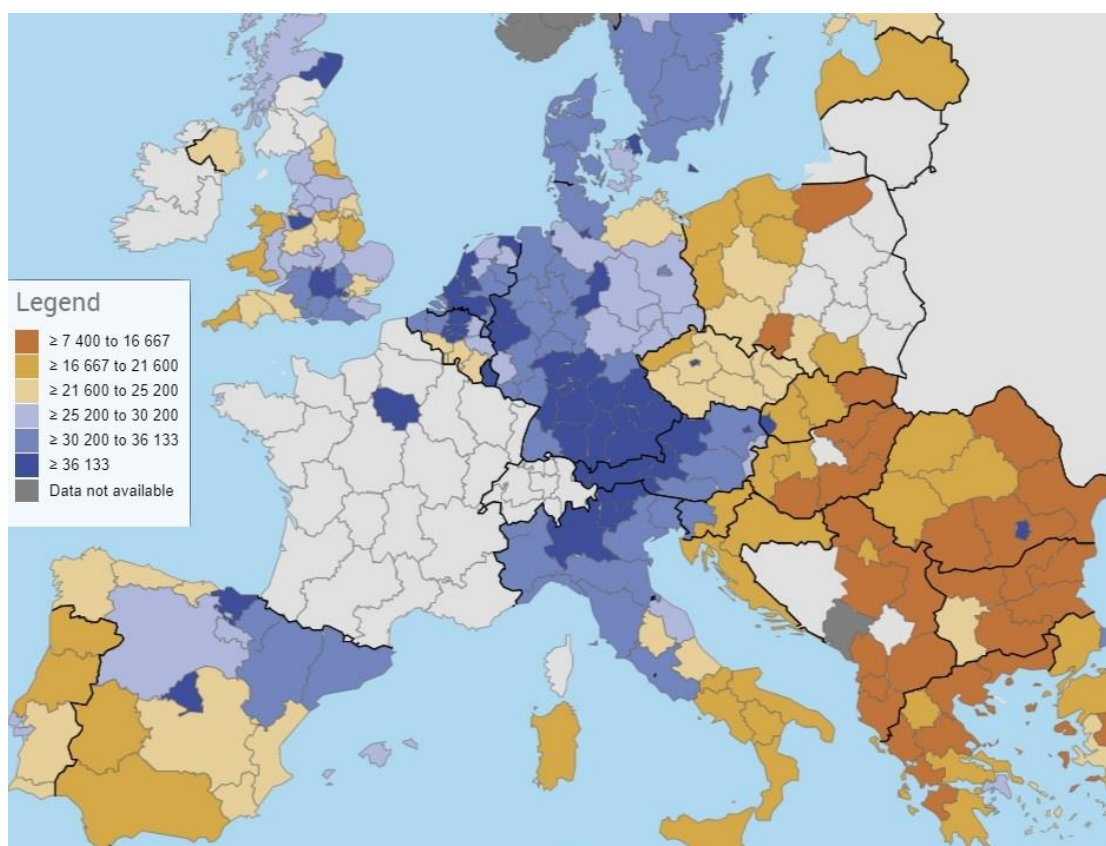 Legend
≥ 7 400 to 16 667
≥ 16 667 to 21 600
≥ 21 600 to 25 200
≥ 25 200 to 30 200
≥ 30 200 to 36 133
≥ 36 133
Data not available